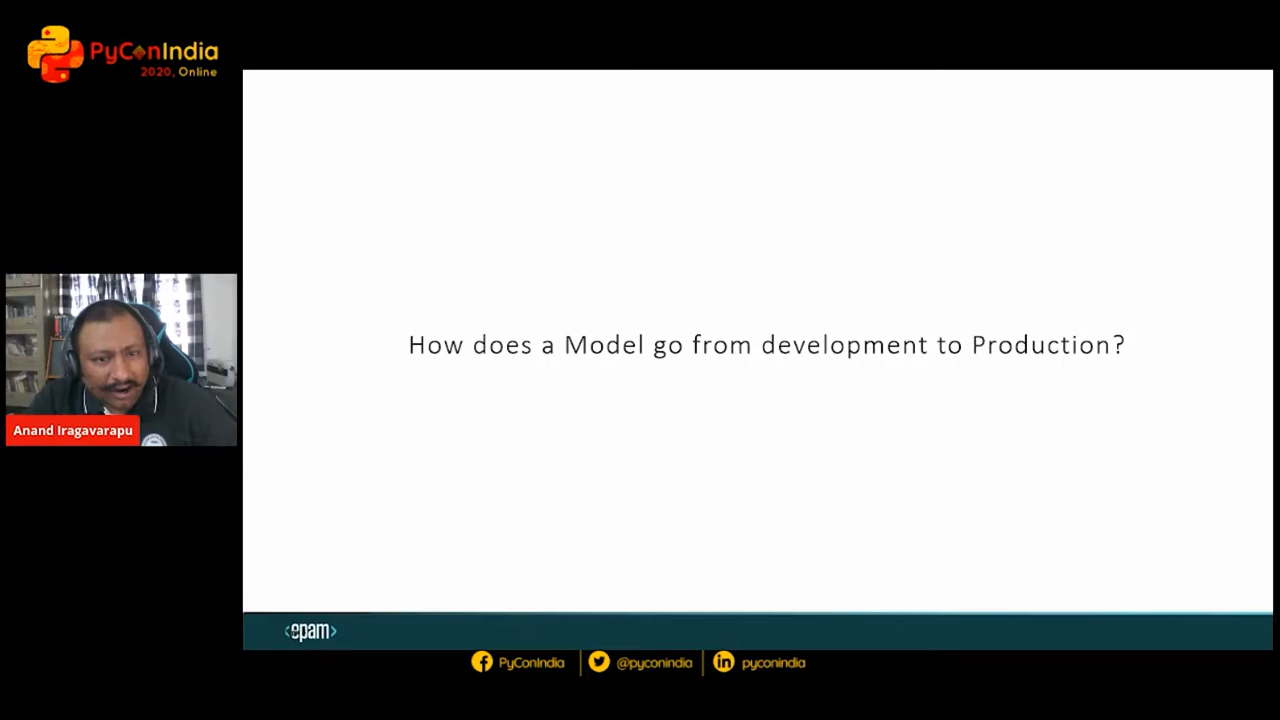 PyConIndia
2020, Online
How does a Model go from development to Production?
Anand Iragavarapu
<epam>
PyConIndia
@pyconindia
pyconindia